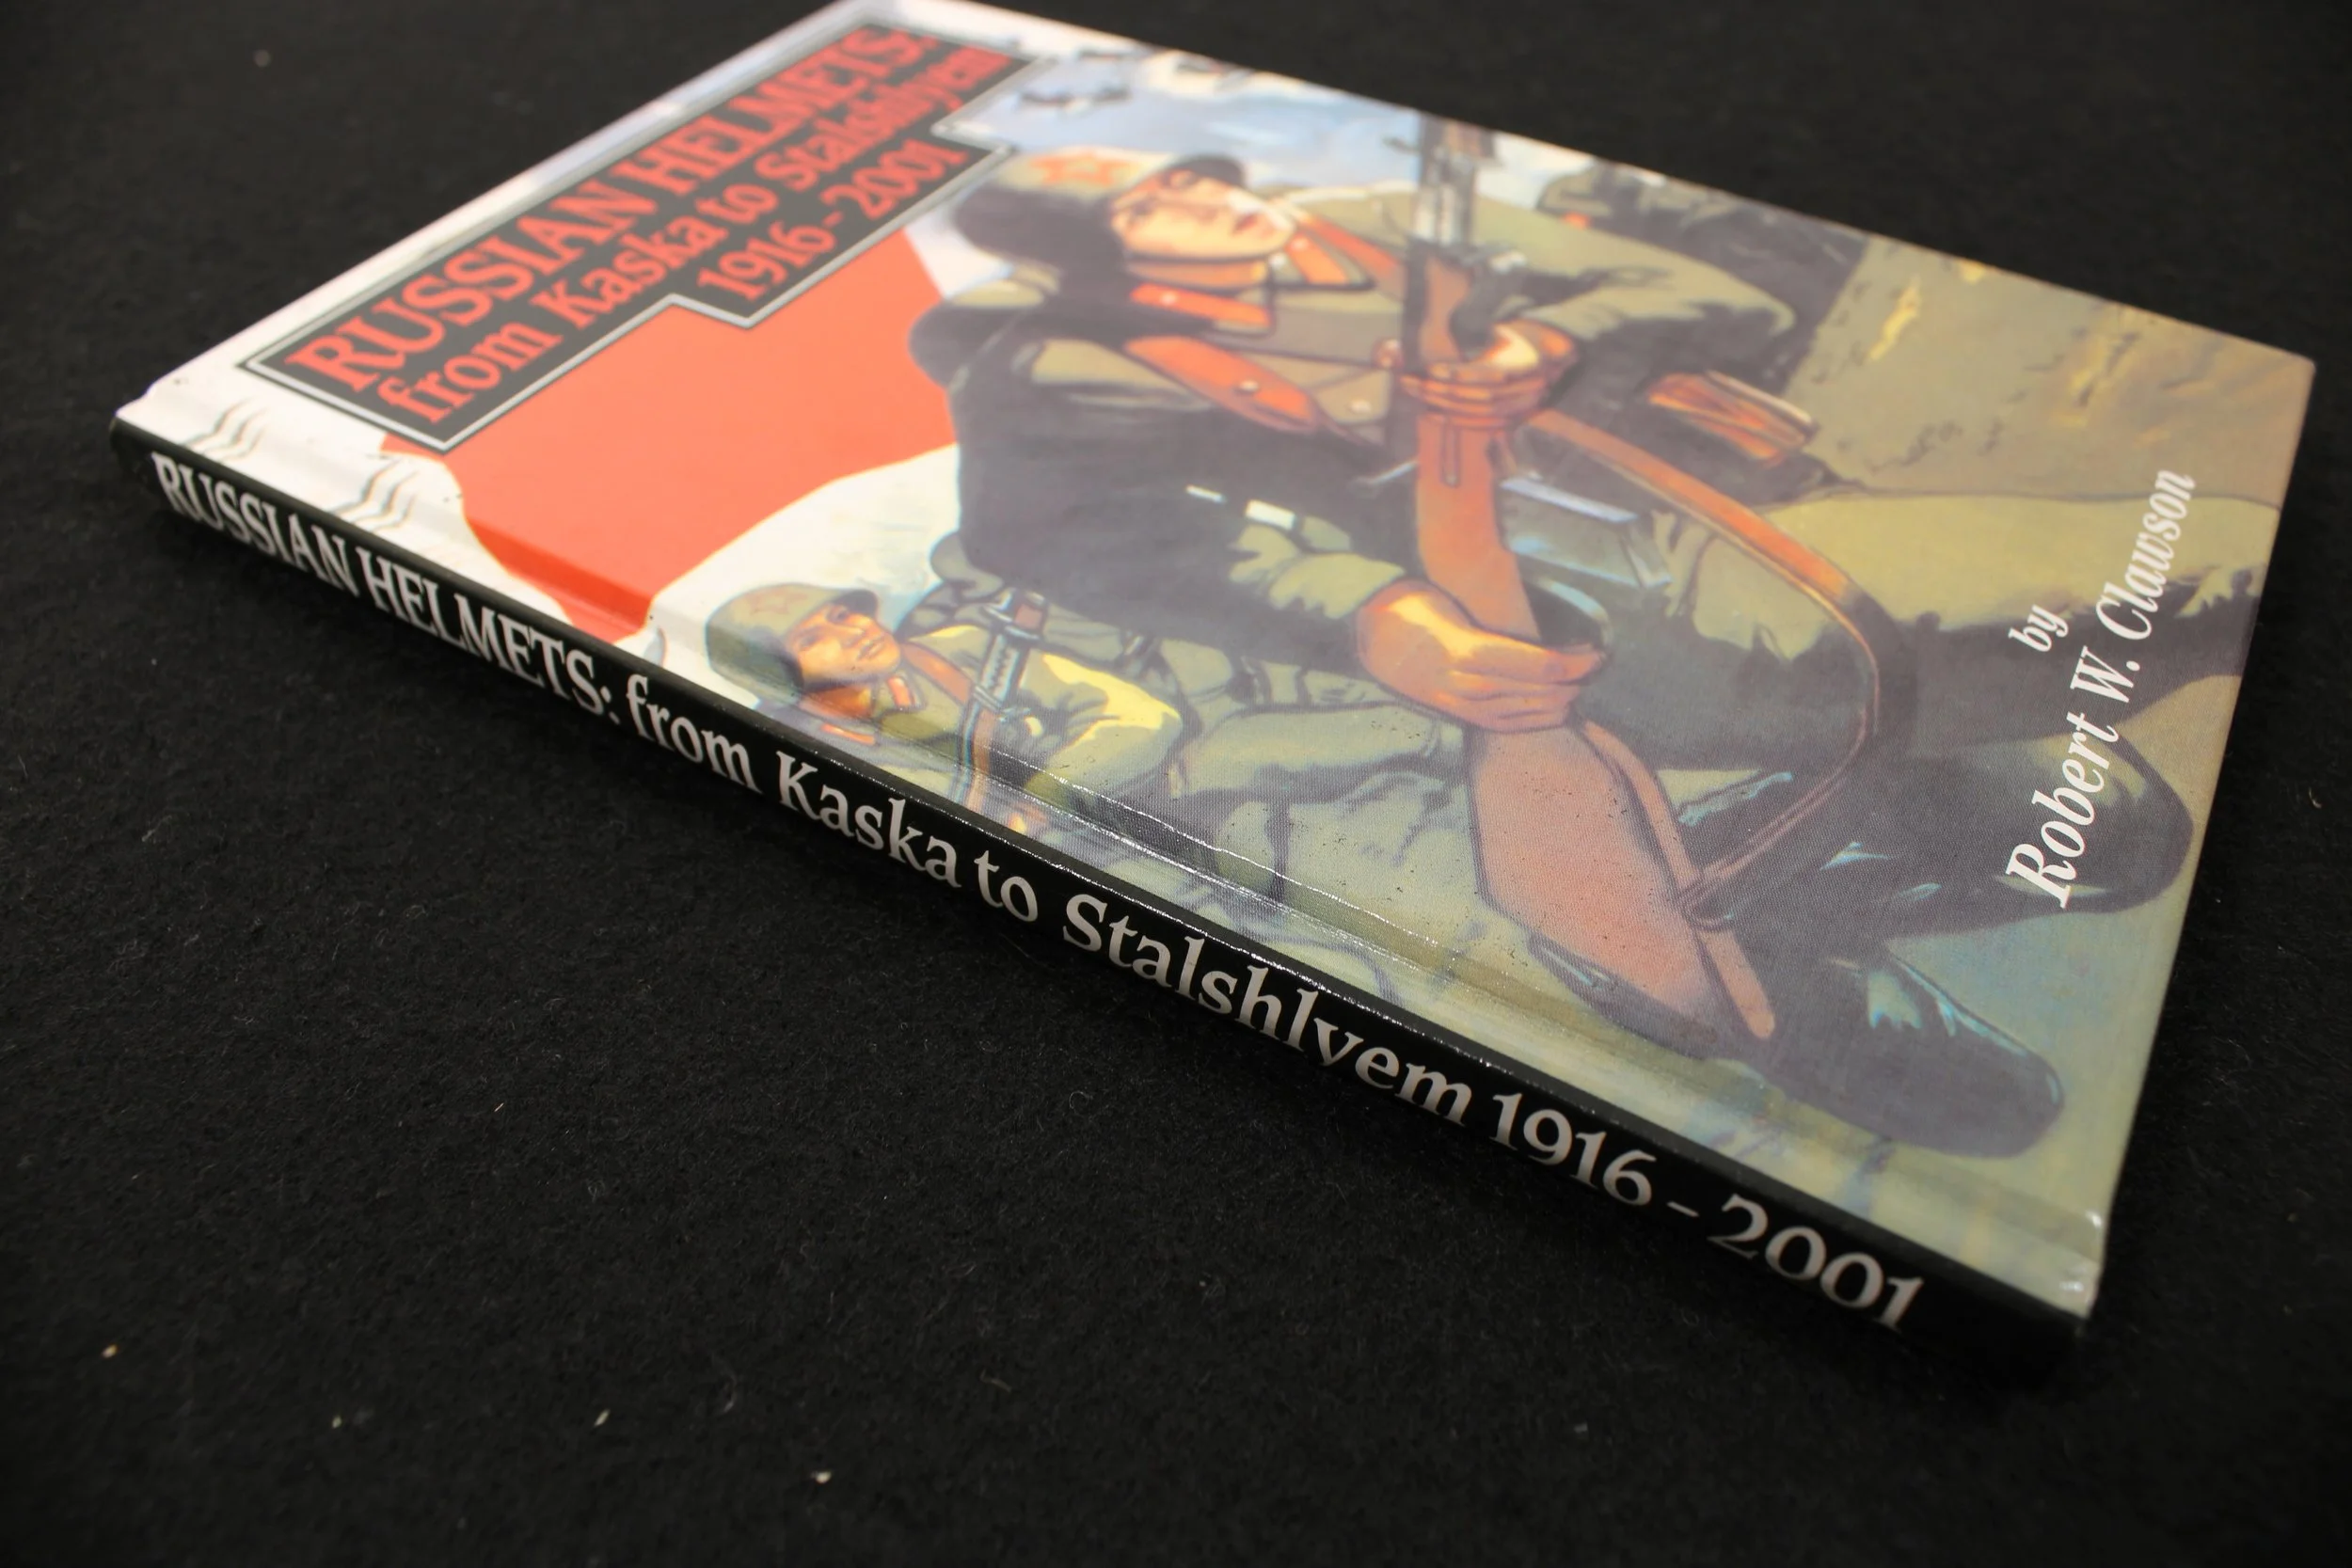 RUSSIAN HELMETS:
from Kaska to Stalshlyem
1916-2001
by
Robert W. Clawson
RUSSIAN HELMETS: from Kaska to Stalshlyem 1916-2001